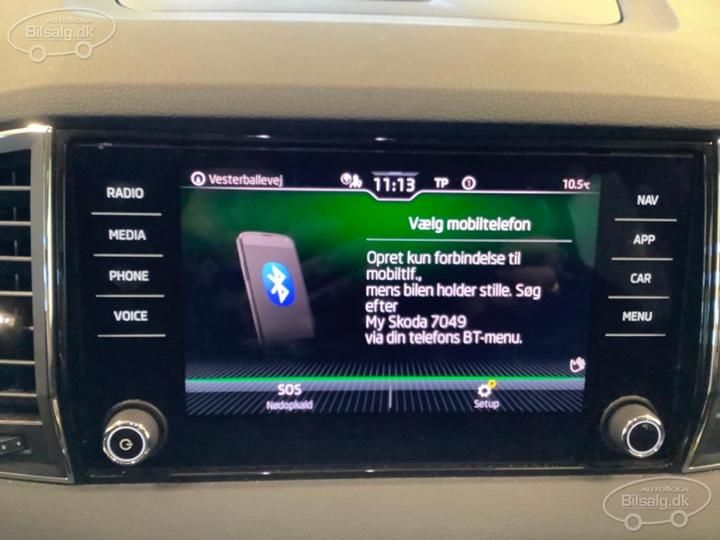 AUTOROLA
Bilsalg.dk
Vesterballevej
11:13
TP
10.5°C
RADIO
MEDIA
PHONE
VOICE
Vælg mobiltelefon
Opret kun forbindelse til
mobiltlf.,
mens bilen holder stille. Søg
efter
My Skoda 7049
via din telefons BT-menu.
NAV
APP
CAR
MENU
SOS
Nødopkald
Setup
AUTOROLA
Bilsalg.dk